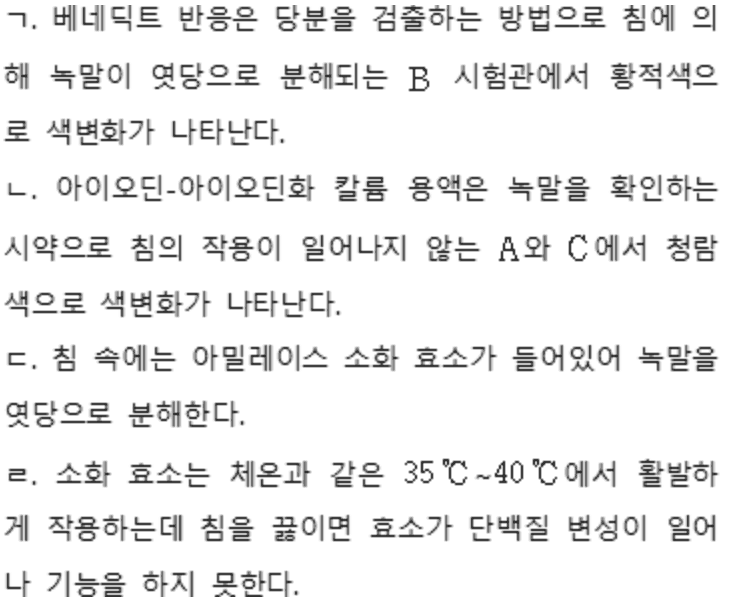 ㄱ. 베네딕트 반응은 당분을 검출하는 방법으로 침에 의
해 녹말이 엿당으로 분해되는 B 시험관에서 황적색으
로 색변화가 나타난다.
ㄴ. 아이오딘-아이오딘화 칼륨 용액은 녹말을 확인하는
시약으로 침의 작용이 일어나지 않는 A와 C에서 청람
색으로 색변화가 나타난다.
ㄷ. 침 속에는 아밀레이스 소화 효소가 들어있어 녹말을
엿당으로 분해한다.
ㄹ. 소화 효소는 체온과 같은 35℃~40℃에서 활발하
게 작용하는데 침을 끓이면 효소가 단백질 변성이 일어
나 기능을 하지 못한다.